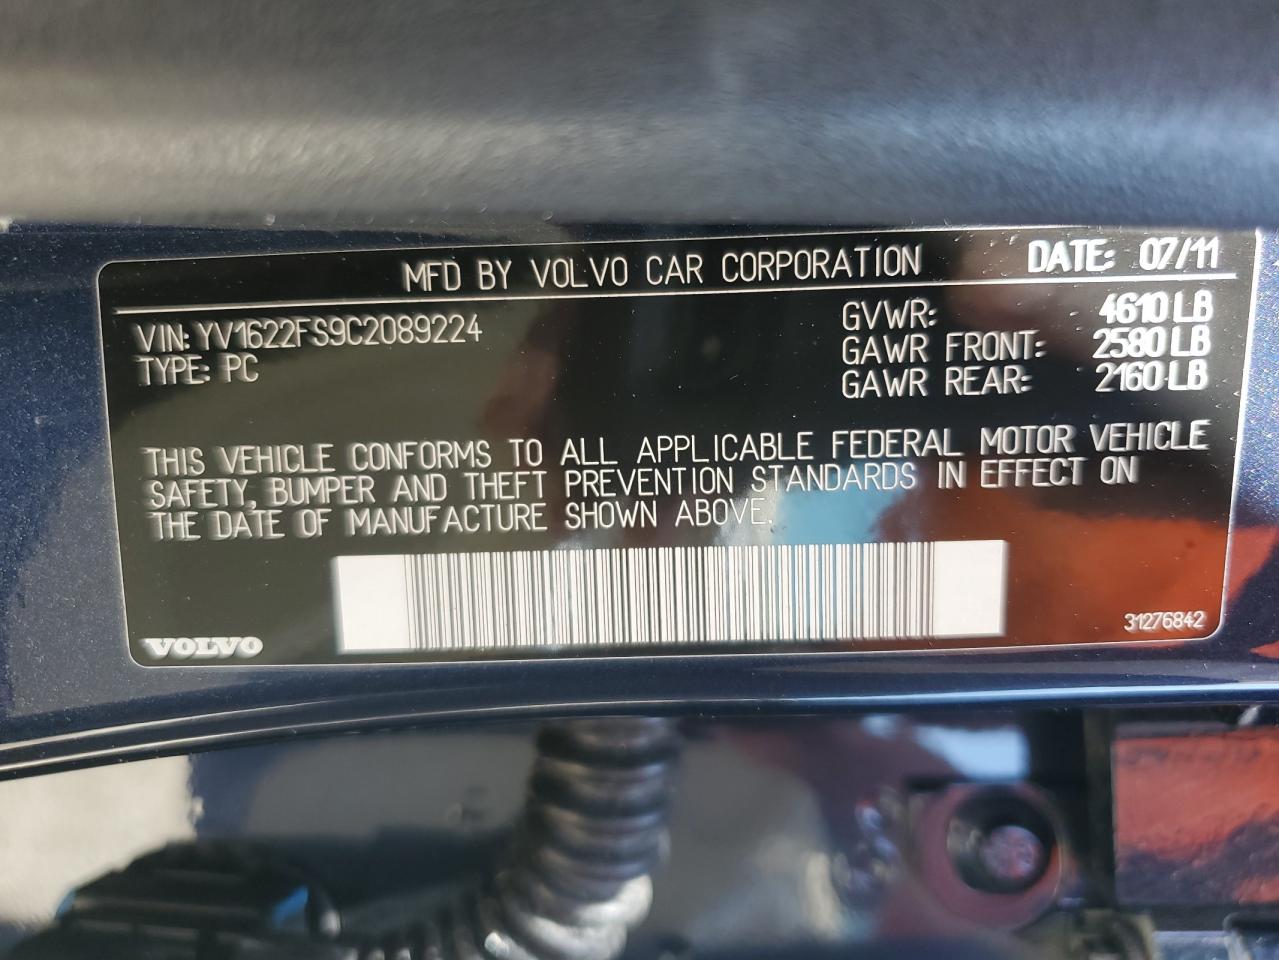 MFD BY VOLVO CAR CORPORATION DATE: 07/11
VIN: YV1622FS9C2089224 GVWR: 4610 LB
TYPE: PC GAWR FRONT: 2580 LB
GAWR REAR: 2160 LB
THIS VEHICLE CONFORMS TO ALL APPLICABLE FEDERAL MOTOR VEHICLE
SAFETY, BUMPER AND THEFT PREVENTION STANDARDS IN EFFECT ON
THE DATE OF MANUFACTURE SHOWN ABOVE.
31276842
VOLVO